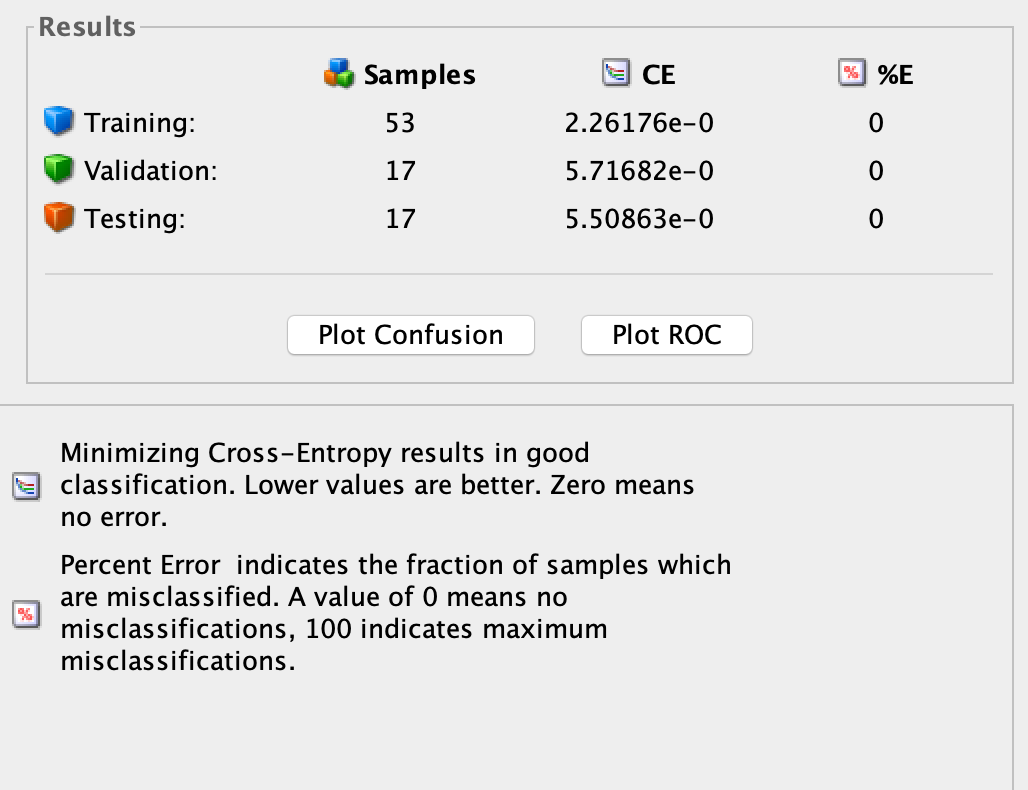 Results
Samples CE %E
Training: 53 2.26176e-0 0
Validation: 17 5.71682e-0 0
Testing: 17 5.50863e-0 0
Plot Confusion Plot ROC
Minimizing Cross-Entropy results in good
classification. Lower values are better. Zero means
no error.
Percent Error  indicates the fraction of samples which
are misclassified. A value of 0 means no
misclassifications, 100 indicates maximum
misclassifications.